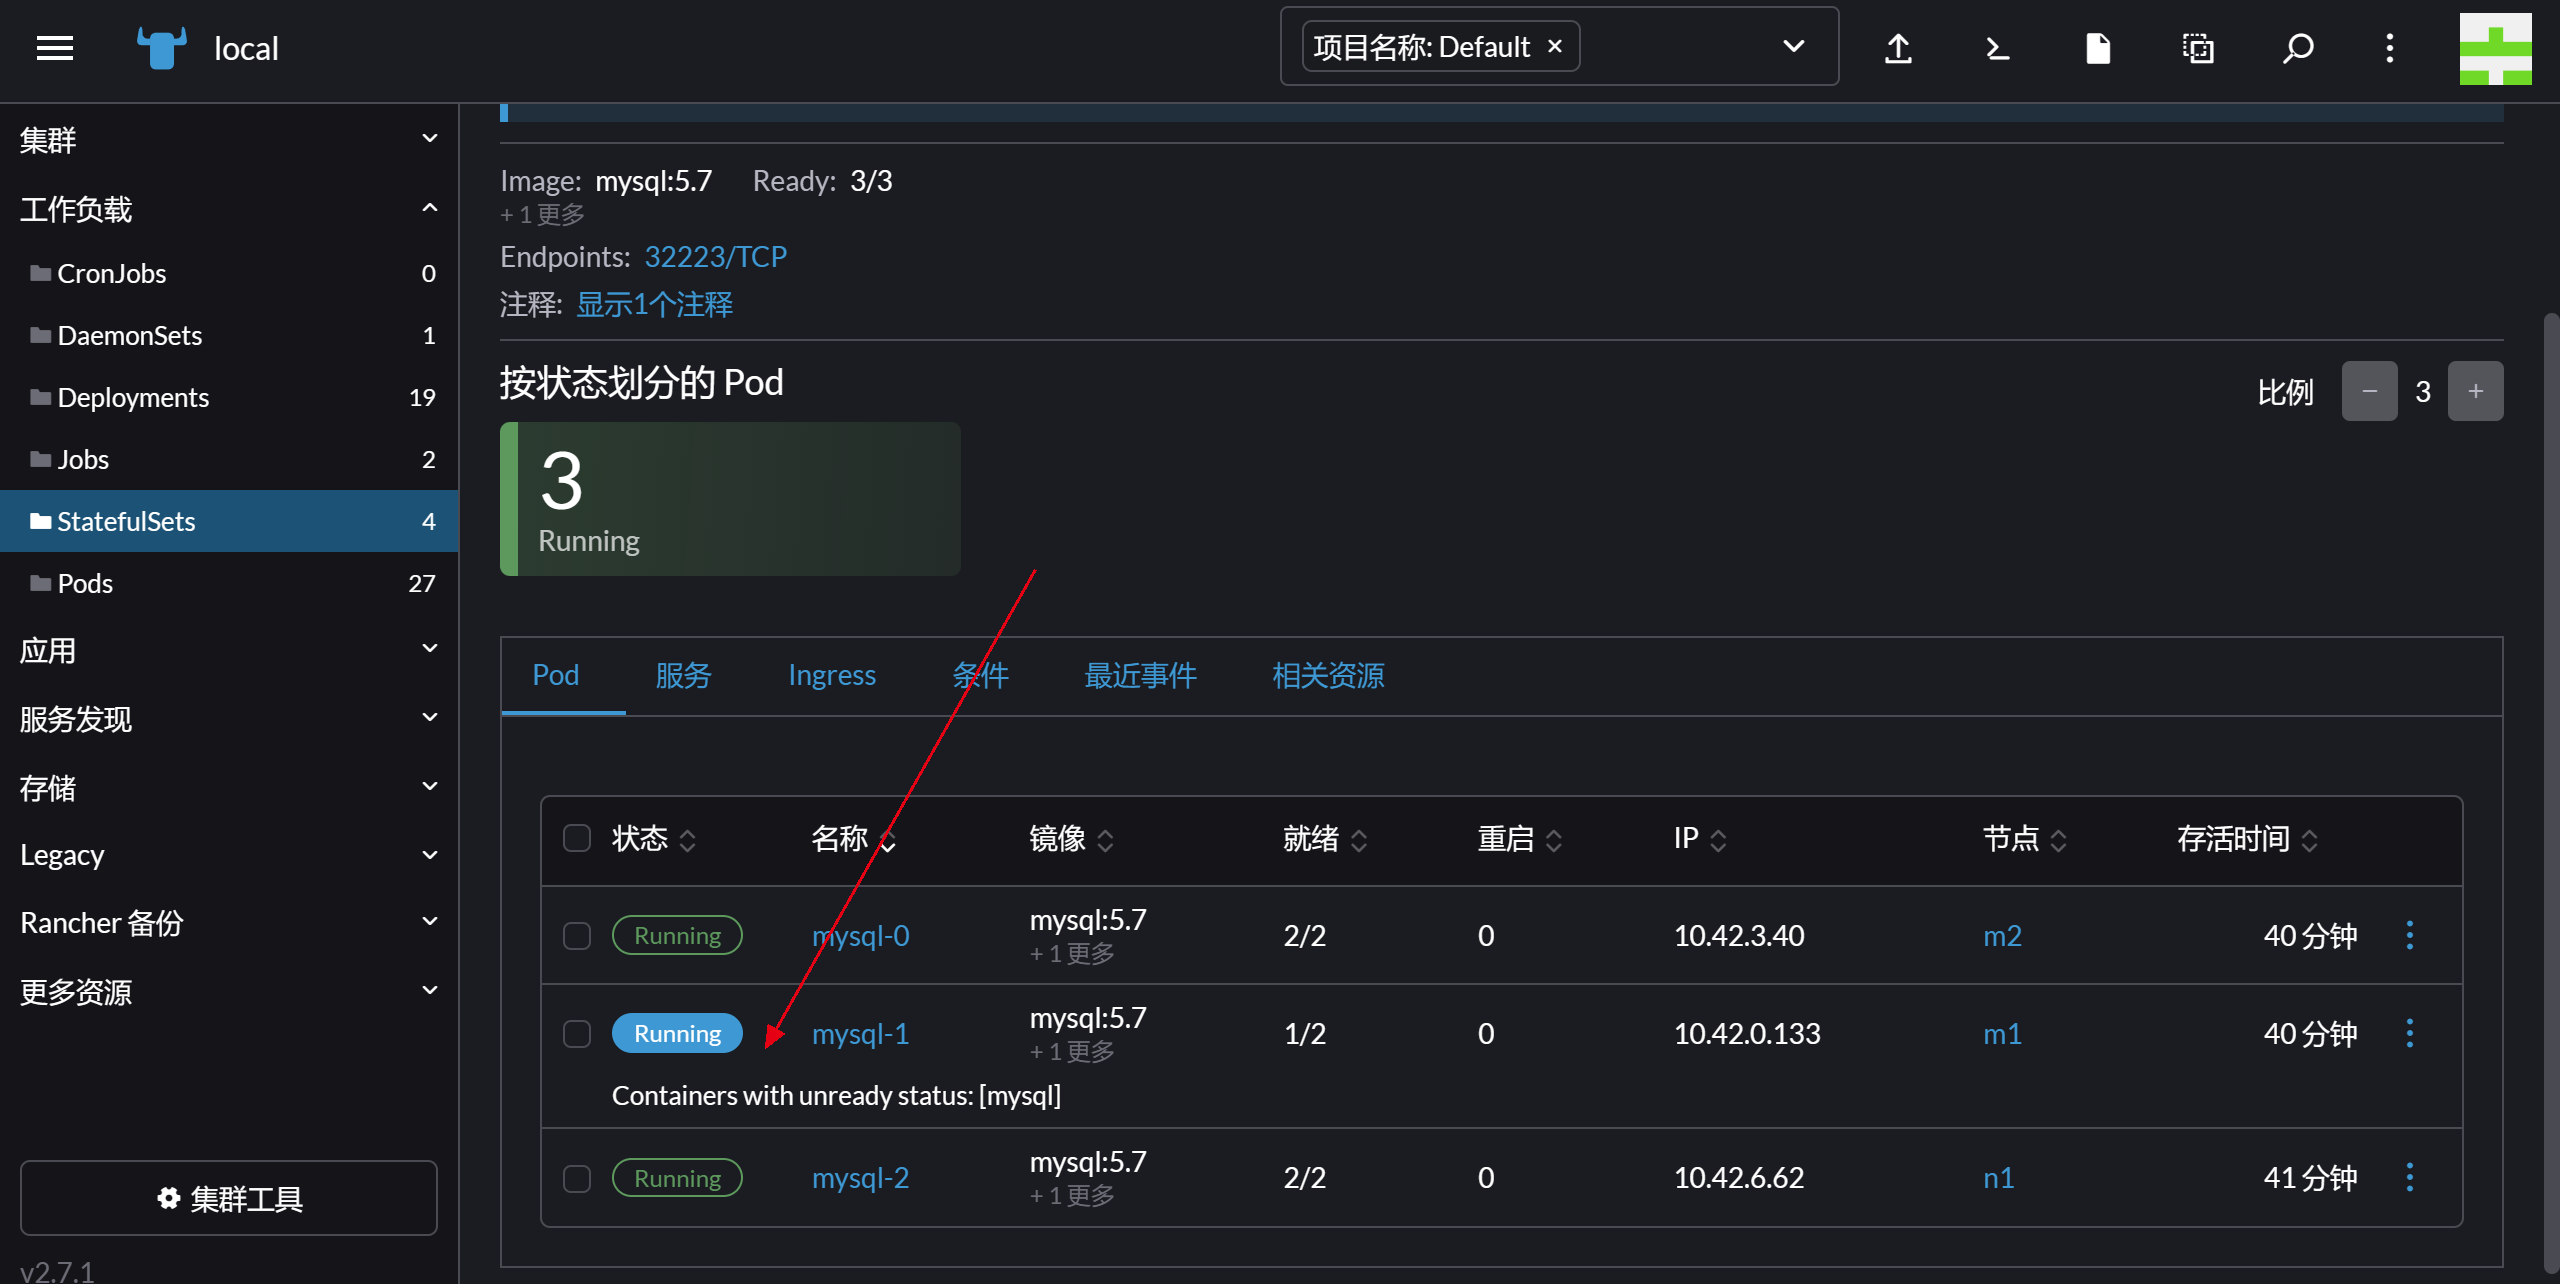 local
项目名称: Default ×
集群
工作负载
CronJobs 0
DaemonSets 1
Deployments 19
Jobs 2
StatefulSets 4
Pods 27
应用
服务发现
存储
Legacy
Rancher 备份
更多资源
集群工具
v2.7.1
Image: mysql:5.7 Ready: 3/3
+ 1 更多
Endpoints: 32223/TCP
注释: 显示1个注释
按状态划分的 Pod
比例 − 3 +
3
Running
Pod 服务 Ingress 条件 最近事件 相关资源
状态 名称 镜像 就绪 重启 IP 节点 存活时间
Running mysql-0 mysql:5.7 2/2 0 10.42.3.40 m2 40 分钟
+ 1 更多
Running mysql-1 mysql:5.7 1/2 0 10.42.0.133 m1 40 分钟
+ 1 更多
Containers with unready status: [mysql]
Running mysql-2 mysql:5.7 2/2 0 10.42.6.62 n1 41 分钟
+ 1 更多